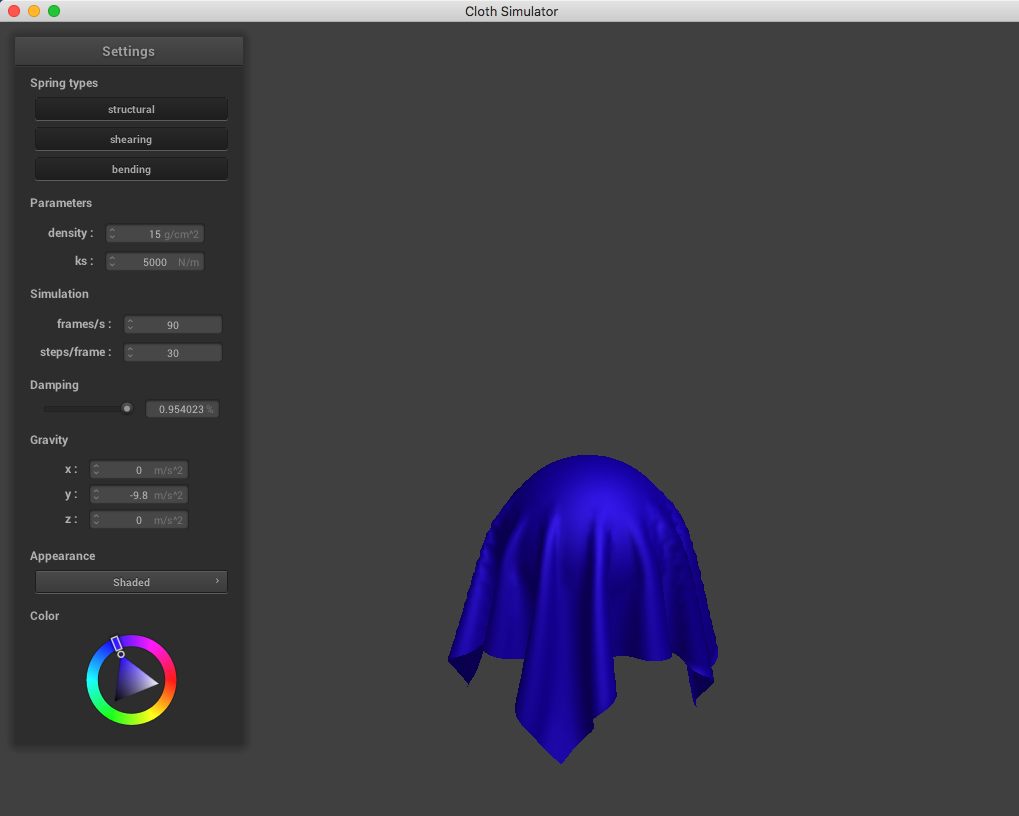 Cloth Simulator
Settings
Spring types
structural
shearing
bending
Parameters
density : 15 g/cm^2
ks : 5000 N/m
Simulation
frames/s : 90
steps/frame : 30
Damping
0.954023 %
Gravity
x : 0 m/s^2
y : -9.8 m/s^2
z : 0 m/s^2
Appearance
Shaded
Color